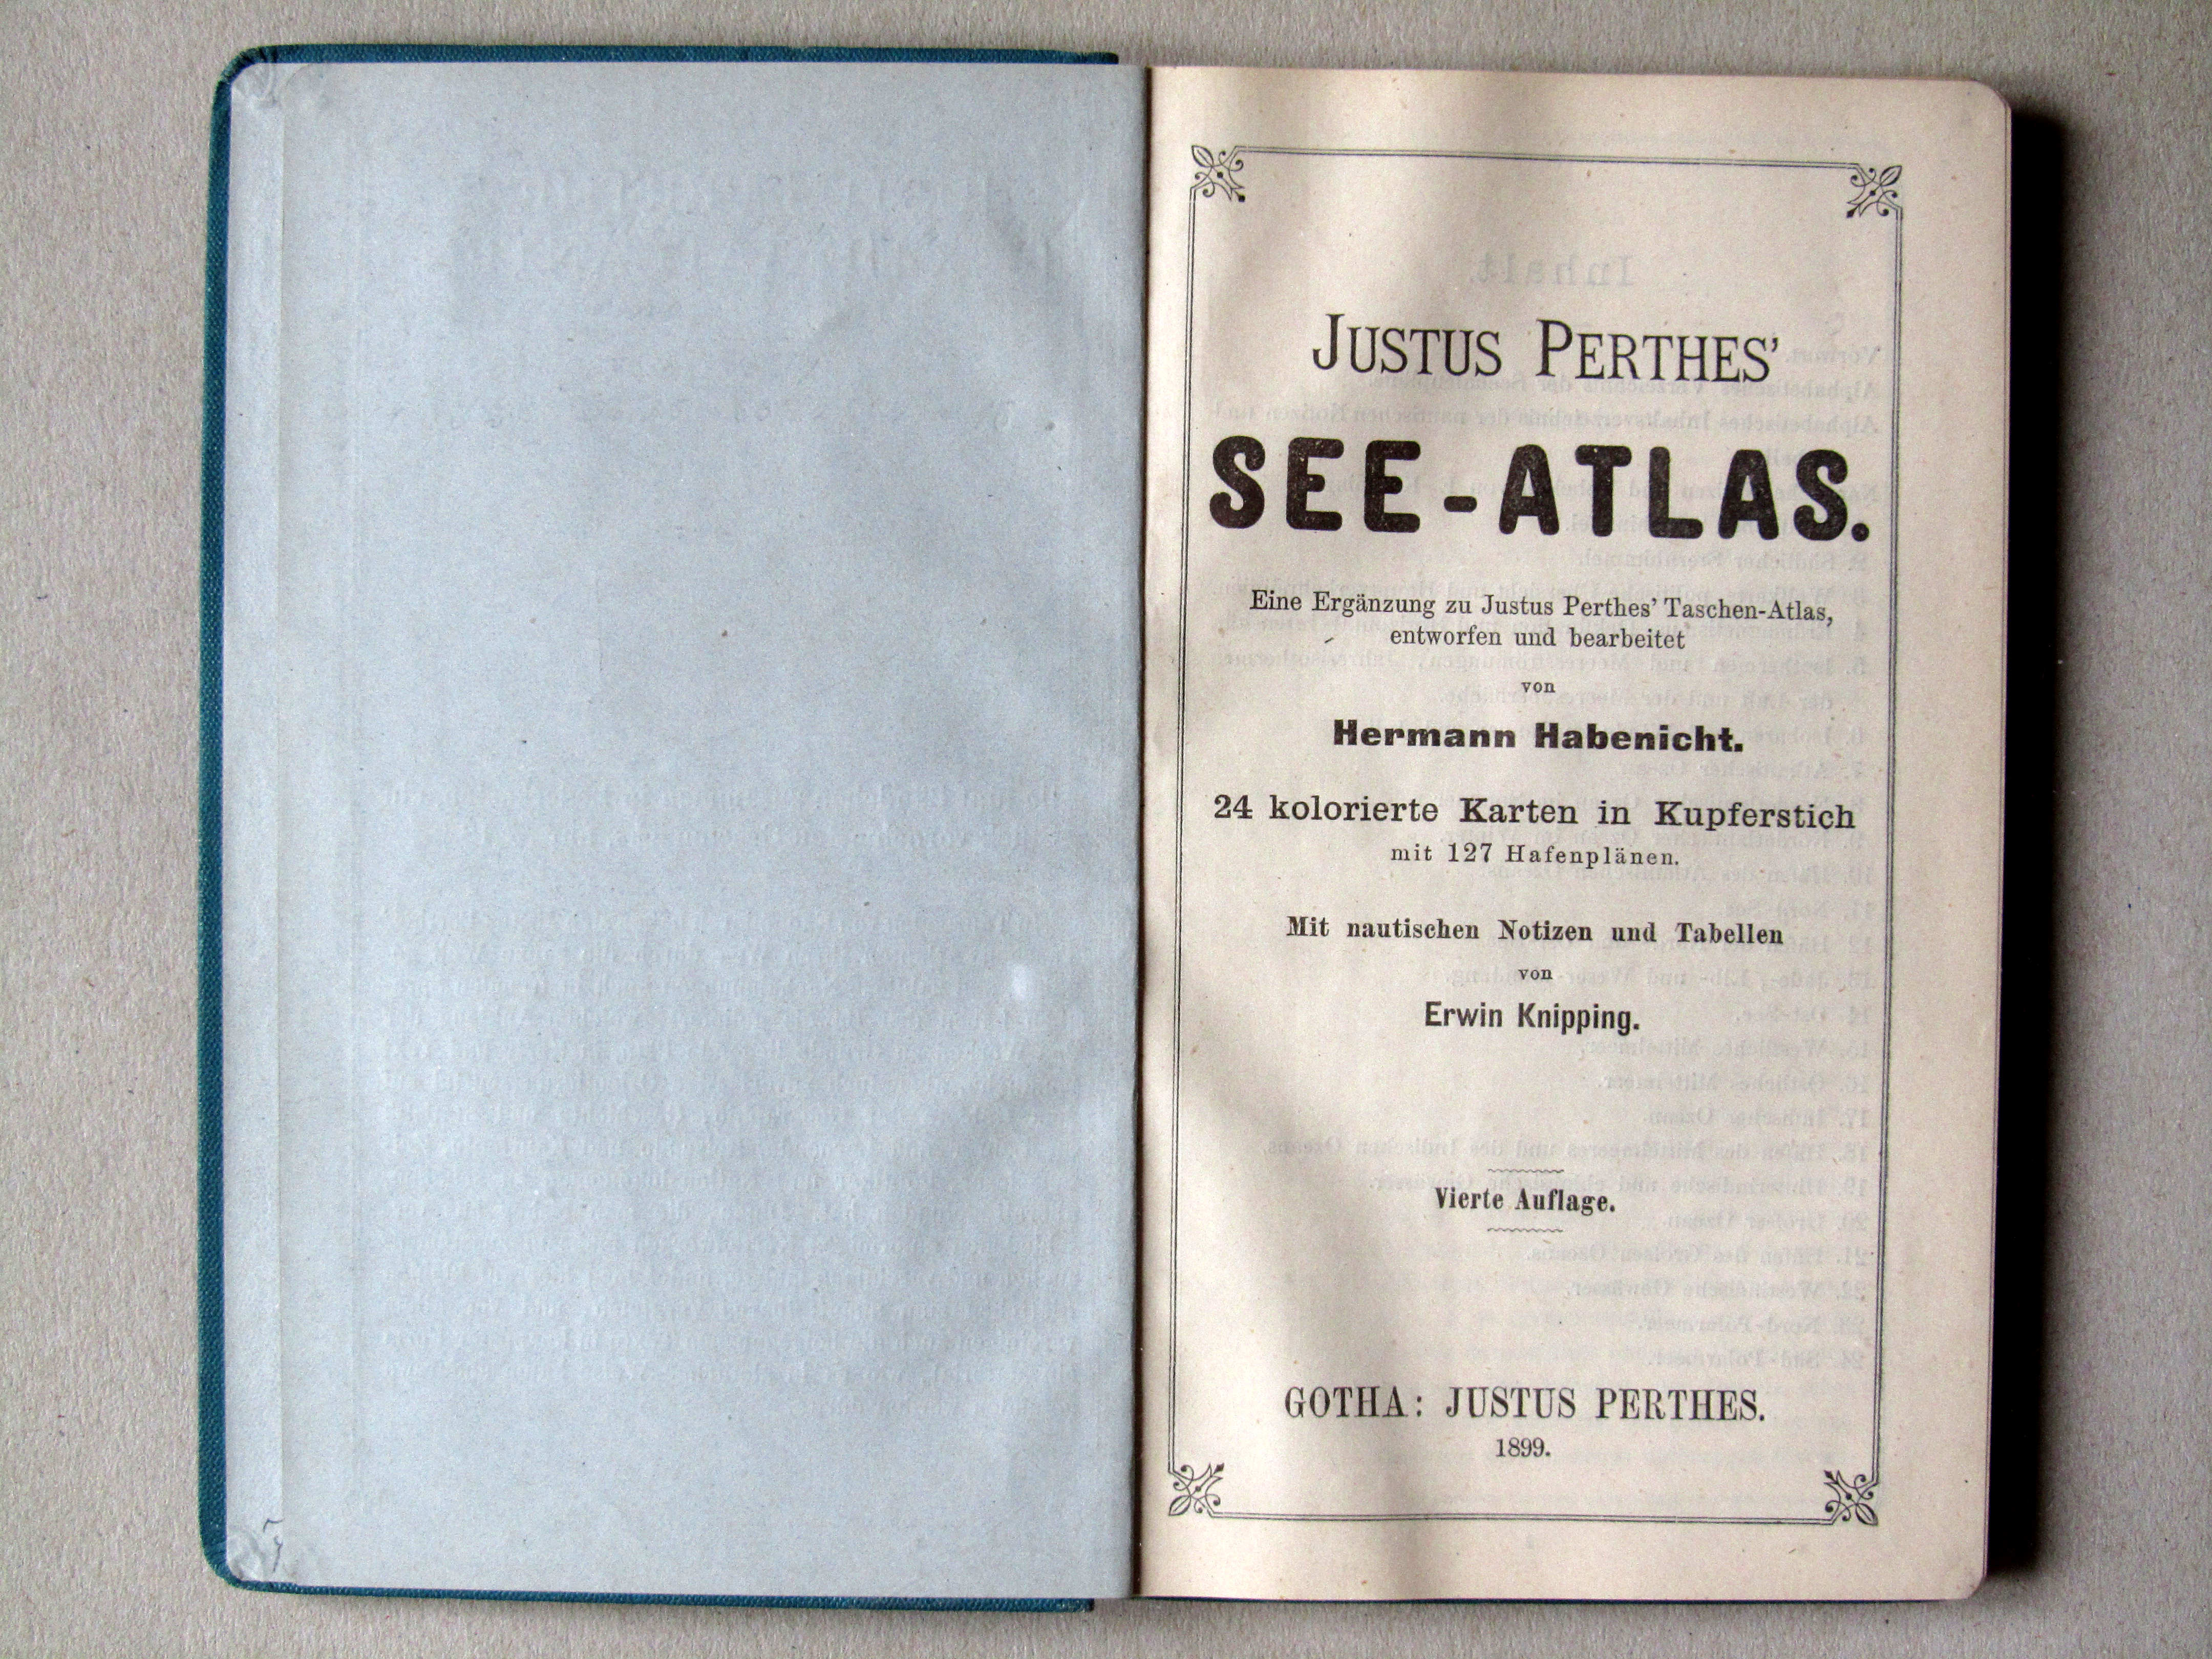 JUSTUS PERTHES'
SEE-ATLAS.
Eine Ergänzung zu Justus Perthes' Taschen-Atlas,
entworfen und bearbeitet
von
Hermann Habenicht.
24 kolorierte Karten in Kupferstich
mit 127 Hafenplänen.
Mit nautischen Notizen und Tabellen
von
Erwin Knipping.
Vierte Auflage.
GOTHA: JUSTUS PERTHES.
1899.